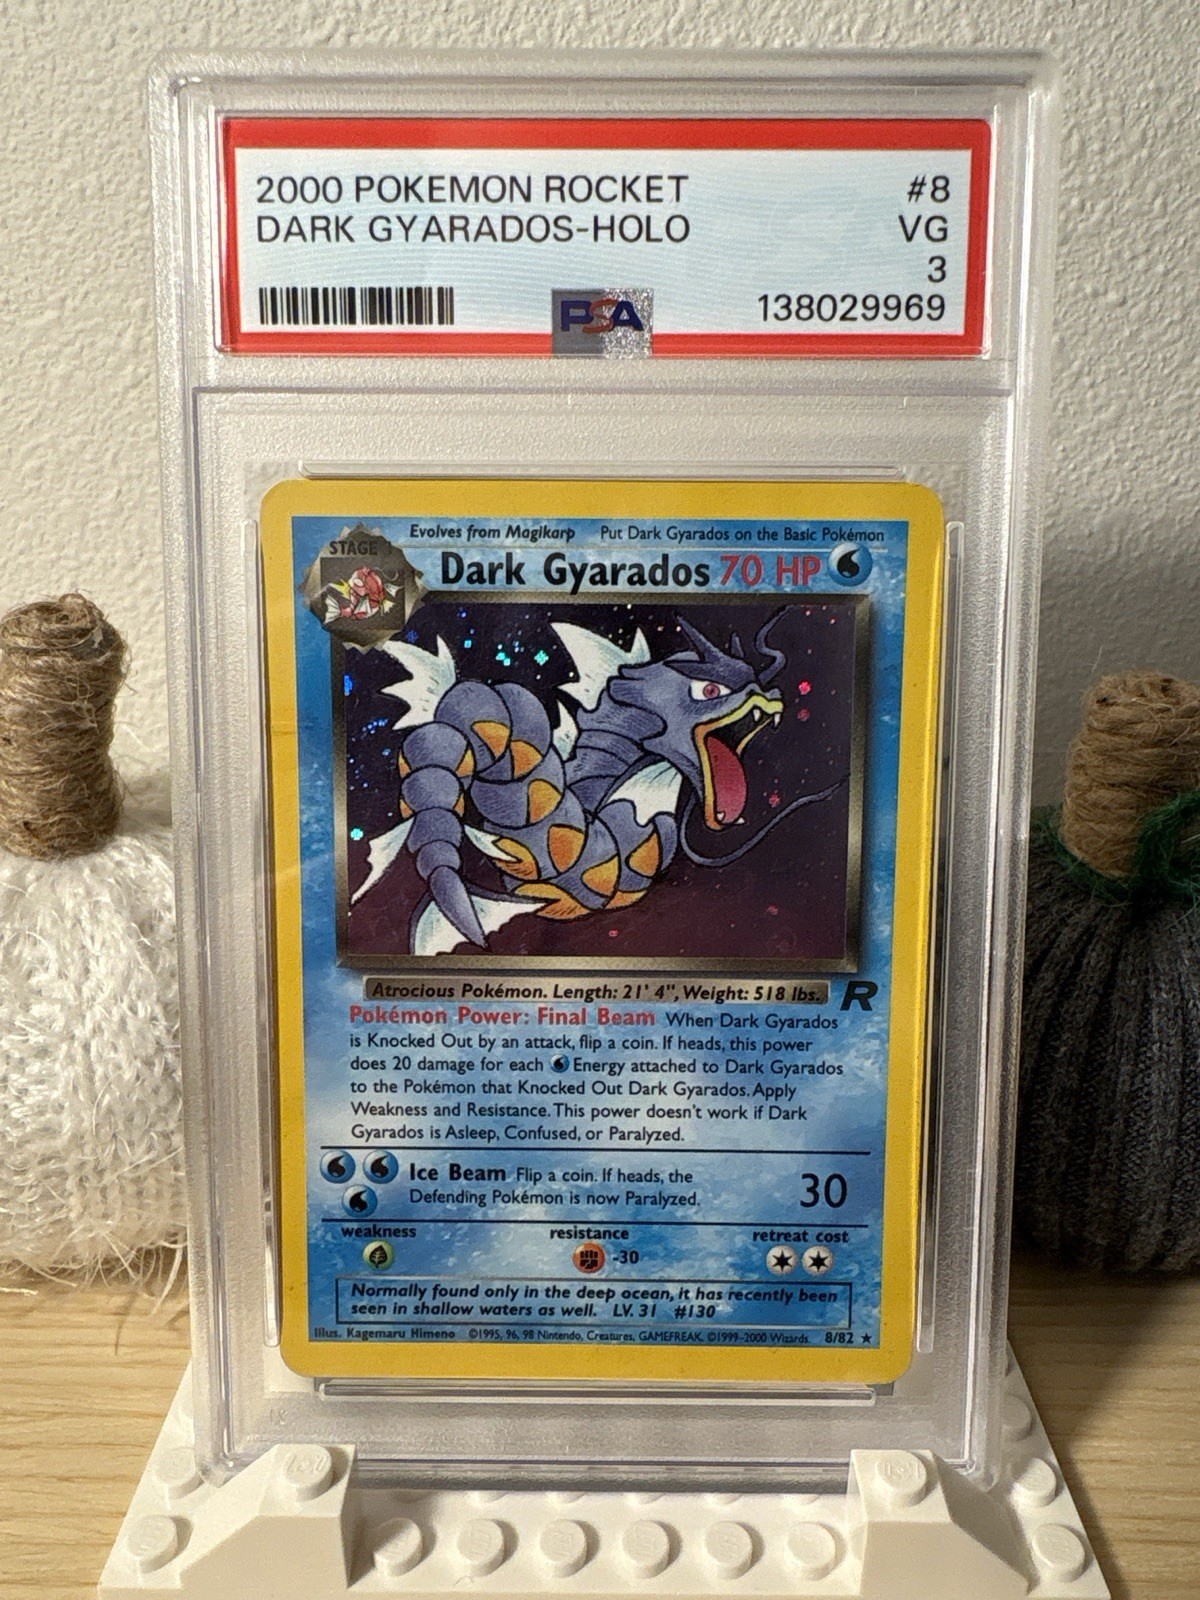 2000 POKEMON ROCKET #8
DARK GYARADOS-HOLO VG
3
PSA 138029969
Evolves from Magikarp Put Dark Gyarados on the Basic Pokémon
STAGE 1
Dark Gyarados 70 HP
Atrocious Pokémon. Length: 21' 4", Weight: 518 lbs. R
Pokémon Power: Final Beam When Dark Gyarados
is Knocked Out by an attack, flip a coin. If heads, this power
does 20 damage for each Energy attached to Dark Gyarados
to the Pokémon that Knocked Out Dark Gyarados. Apply
Weakness and Resistance. This power doesn't work if Dark
Gyarados is Asleep, Confused, or Paralyzed.
Ice Beam Flip a coin. If heads, the
Defending Pokémon is now Paralyzed. 30
weakness resistance retreat cost
-30
Normally found only in the deep ocean, it has recently been
seen in shallow waters as well. LV. 31 #130
Illus. Kagemaru Himeno ©1995, 96, 98 Nintendo, Creatures, GAMEFREAK. ©1999-2000 Wizards. 8/82 ★